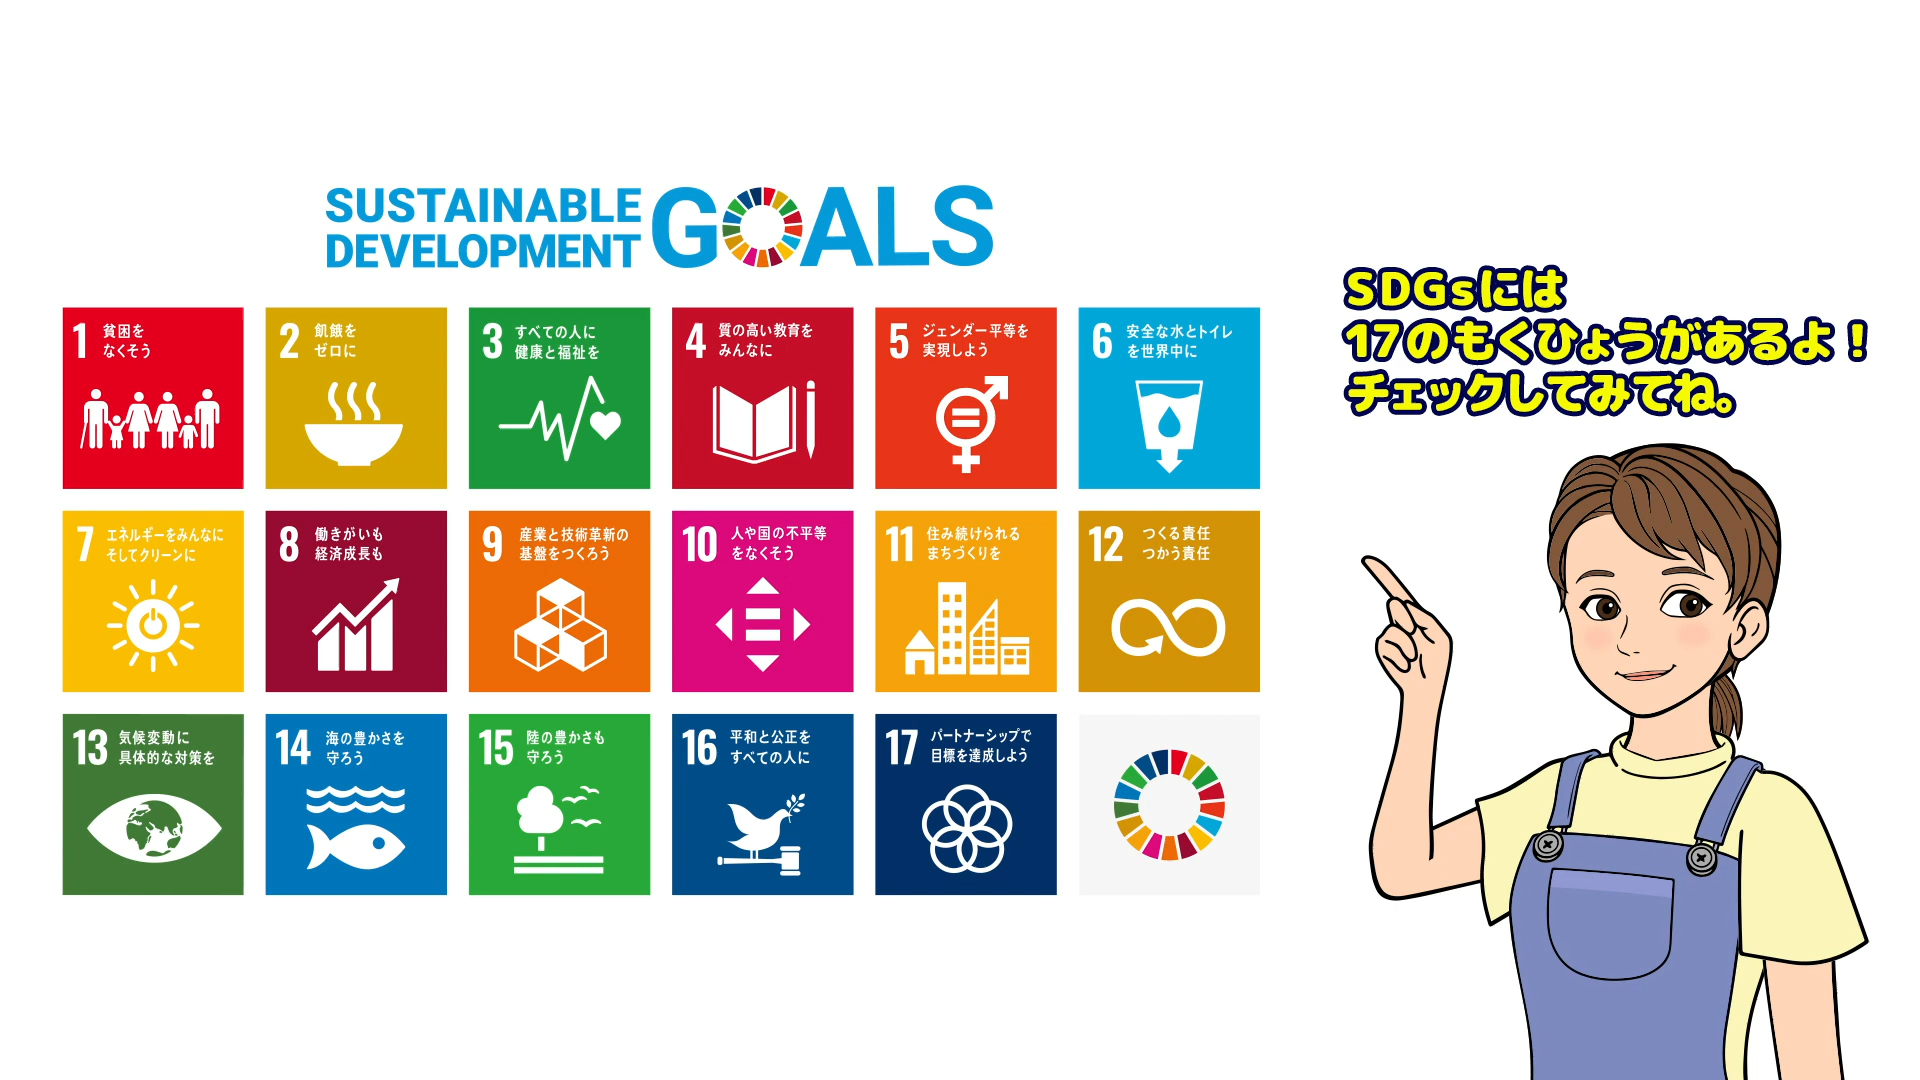 SUSTAINABLE
DEVELOPMENT
GOALS
1 貧困を
なくそう
2 飢餓を
ゼロに
3 すべての人に
健康と福祉を
4 質の高い教育を
みんなに
5 ジェンダー平等を
実現しよう
6 安全な水とトイレ
を世界中に
7 エネルギーをみんなに
そしてクリーンに
8 働きがいも
経済成長も
9 産業と技術革新の
基盤をつくろう
10 人や国の不平等
をなくそう
11 住み続けられる
まちづくりを
12 つくる責任
つかう責任
13 気候変動に
具体的な対策を
14 海の豊かさを
守ろう
15 陸の豊かさも
守ろう
16 平和と公正を
すべての人に
17 パートナーシップで
目標を達成しよう
SDGsには
17のもくひょうがあるよ！
チェックしてみてね。